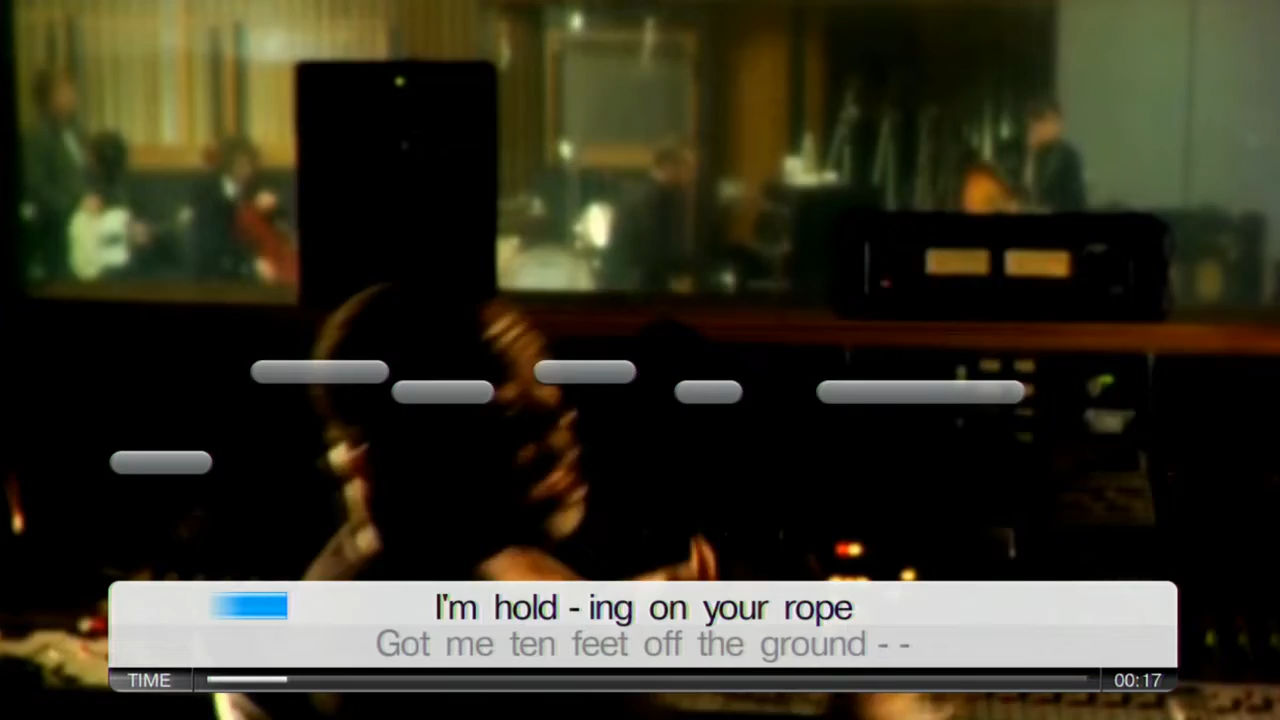 I'm hold - ing on your rope
Got me ten feet off the ground - -
TIME 00:17